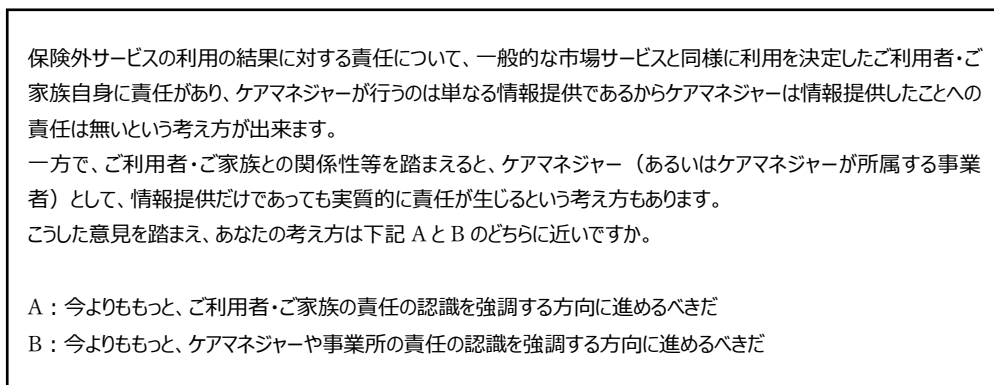 保険外サービスの利用の結果に対する責任について、一般的な市場サービスと同様に利用を決定したご利用者・ご
家族自身に責任があり、ケアマネジャーが行うのは単なる情報提供であるからケアマネジャーは情報提供したことへの
責任は無いという考え方が出来ます。
一方で、ご利用者・ご家族との関係性等を踏まえると、ケアマネジャー（あるいはケアマネジャーが所属する事業
者）として、情報提供だけであっても実質的に責任が生じるという考え方もあります。
こうした意見を踏まえ、あなたの考え方は下記 A と B のどちらに近いですか。
A：今よりももっと、ご利用者・ご家族の責任の認識を強調する方向に進めるべきだ
B：今よりももっと、ケアマネジャーや事業所の責任の認識を強調する方向に進めるべきだ